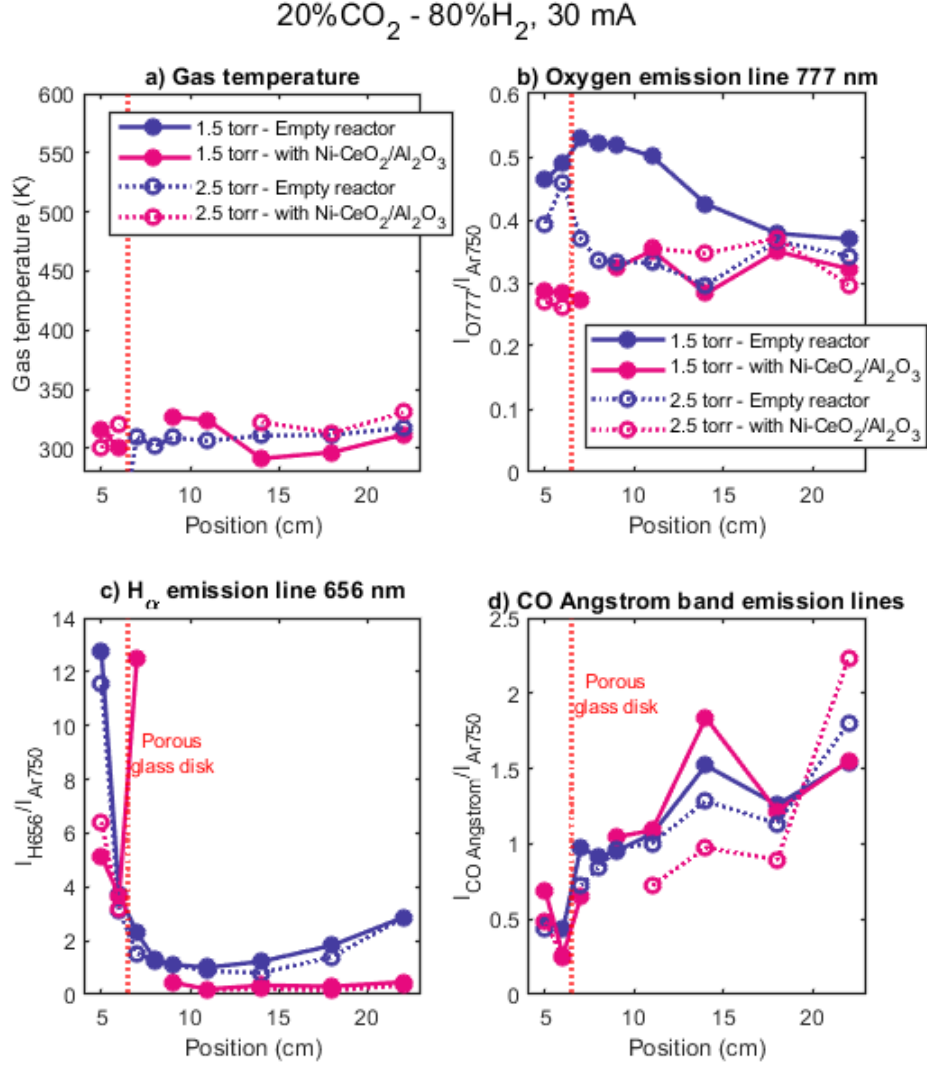 20%CO₂ - 80%H₂, 30 mA
a) Gas temperature
600
550
500
450
400
350
300
5
10
15
20
Gas temperature (K)
Position (cm)
1.5 torr - Empty reactor
1.5 torr - with Ni-CeO₂/Al₂O₃
2.5 torr - Empty reactor
2.5 torr - with Ni-CeO₂/Al₂O₃
b) Oxygen emission line 777 nm
0.6
0.5
0.4
0.3
0.2
0.1
0
5
10
15
20
I_O777/I_Ar750
Position (cm)
1.5 torr - Empty reactor
1.5 torr - with Ni-CeO₂/Al₂O₃
2.5 torr - Empty reactor
2.5 torr - with Ni-CeO₂/Al₂O₃
c) H_α emission line 656 nm
14
12
10
8
6
4
2
0
5
10
15
20
I_H656/I_Ar750
Position (cm)
Porous
glass disk
d) CO Angstrom band emission lines
2.5
2
1.5
1
0.5
0
5
10
15
20
I_CO Angstrom/I_Ar750
Position (cm)
Porous
glass disk